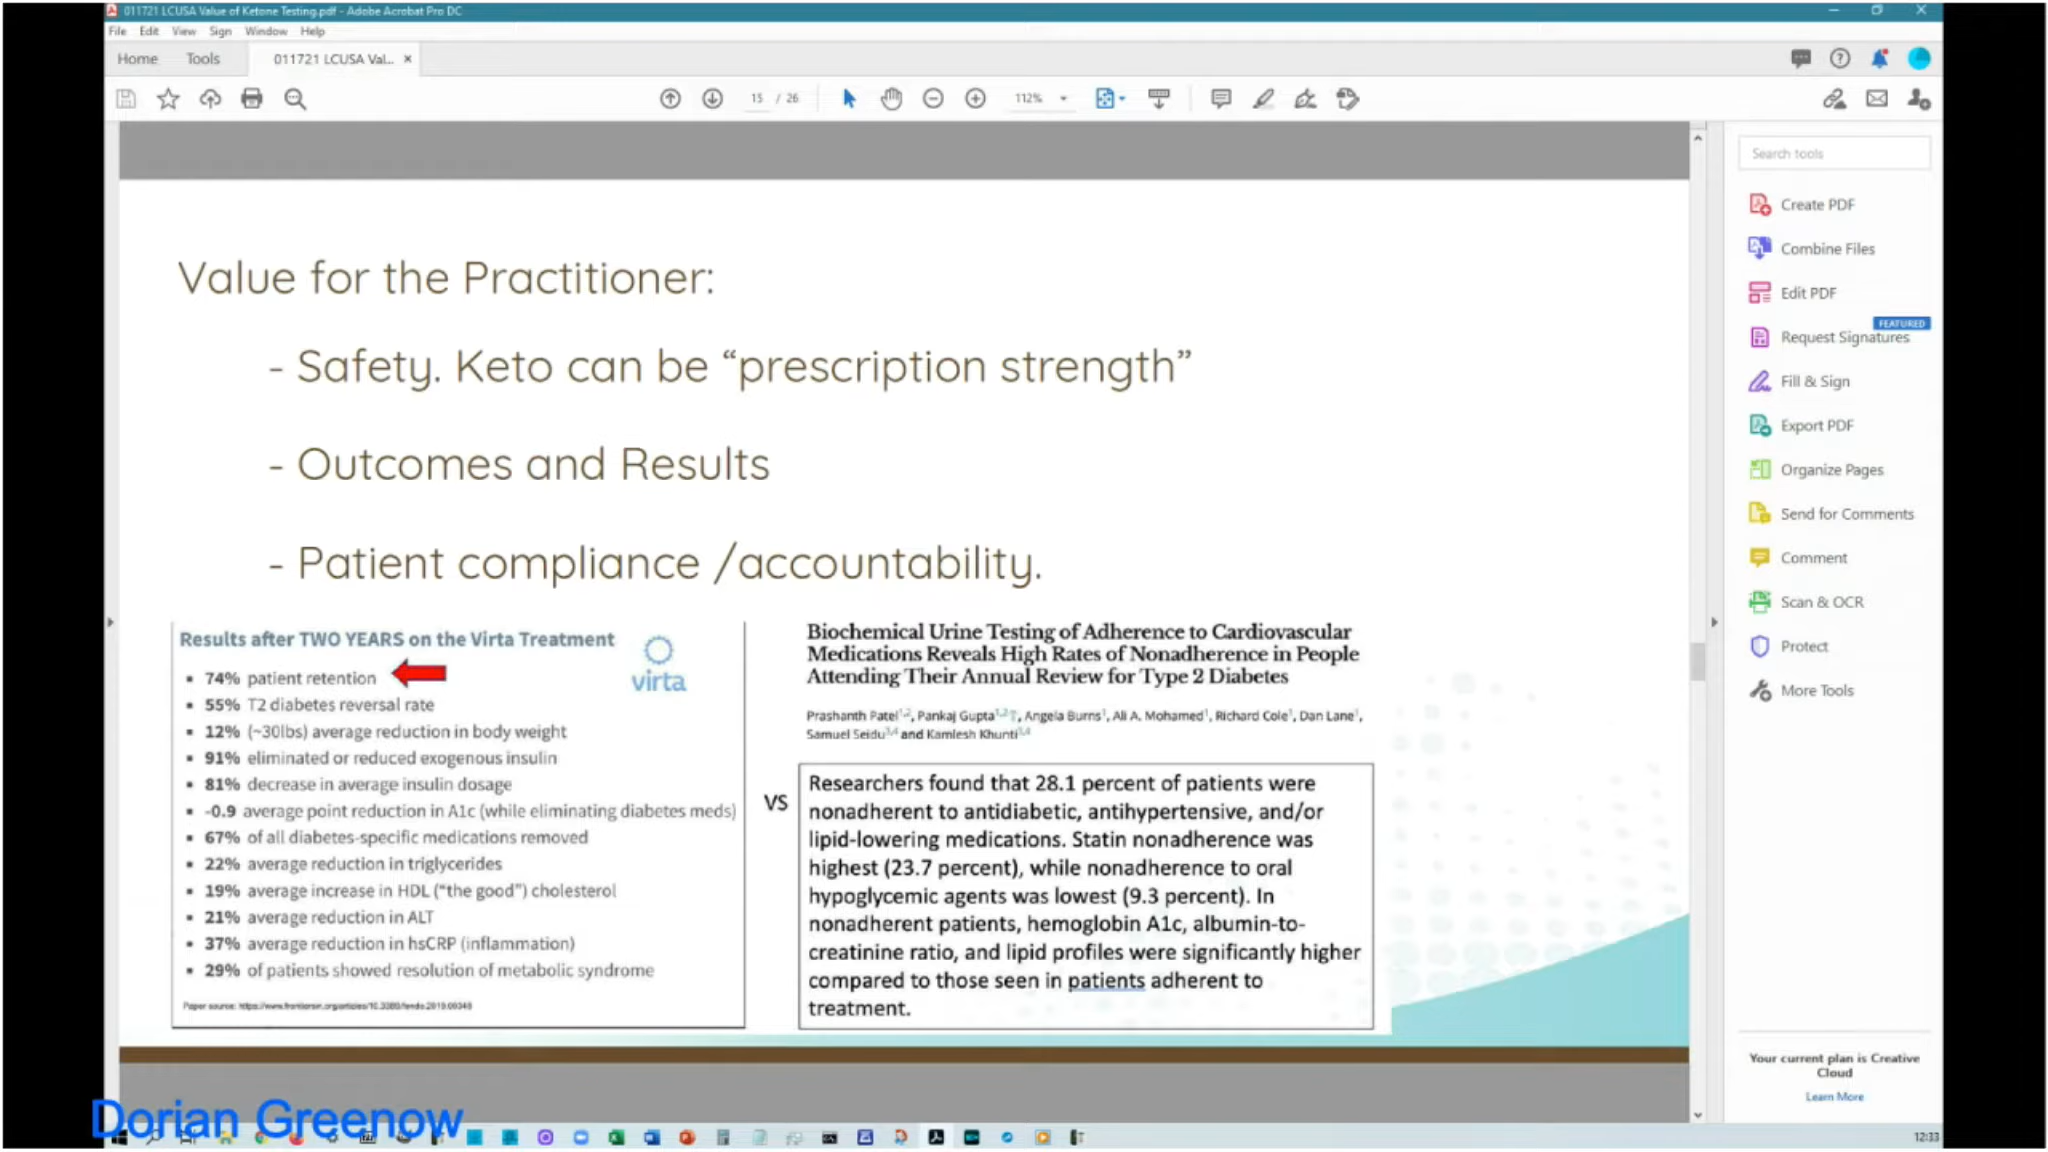 011721 LCUSA Value of Ketone Testing.pdf - Adobe Acrobat Pro DC
File Edit View Sign Window Help
Home Tools 011721 LCUSA Val... ×
15 / 26 112%
Search tools
Create PDF
Combine Files
Edit PDF
FEATURED
Request Signatures
Fill & Sign
Export PDF
Organize Pages
Send for Comments
Comment
Scan & OCR
Protect
More Tools
Your current plan is Creative
Cloud
Learn More
Value for the Practitioner:
- Safety. Keto can be “prescription strength”
- Outcomes and Results
- Patient compliance /accountability.
Results after TWO YEARS on the Virta Treatment
virta
▪ 74% patient retention
▪ 55% T2 diabetes reversal rate
▪ 12% (~30lbs) average reduction in body weight
▪ 91% eliminated or reduced exogenous insulin
▪ 81% decrease in average insulin dosage
▪ -0.9 average point reduction in A1c (while eliminating diabetes meds)
▪ 67% of all diabetes-specific medications removed
▪ 22% average reduction in triglycerides
▪ 19% average increase in HDL (“the good”) cholesterol
▪ 21% average reduction in ALT
▪ 37% average reduction in hsCRP (inflammation)
▪ 29% of patients showed resolution of metabolic syndrome
Paper source:
VS
Biochemical Urine Testing of Adherence to Cardiovascular
Medications Reveals High Rates of Nonadherence in People
Attending Their Annual Review for Type 2 Diabetes
Prashanth Patel, Pankaj Gupta, Angela Burns, Ali A. Mohamed, Richard Cole, Dan Lane,
Samuel Seidu and Kamlesh Khunti
Researchers found that 28.1 percent of patients were
nonadherent to antidiabetic, antihypertensive, and/or
lipid-lowering medications. Statin nonadherence was
highest (23.7 percent), while nonadherence to oral
hypoglycemic agents was lowest (9.3 percent). In
nonadherent patients, hemoglobin A1c, albumin-to-
creatinine ratio, and lipid profiles were significantly higher
compared to those seen in patients adherent to
treatment.
Dorian Greenow
12:33